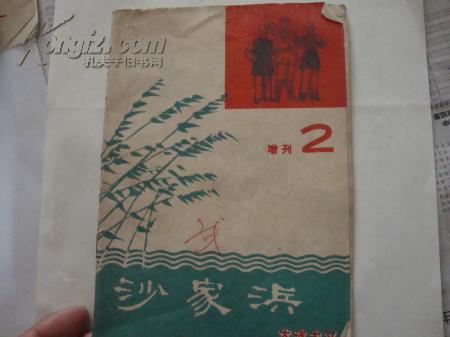 Kongfz.com
孔夫子旧书网
增刊 2
沙家浜